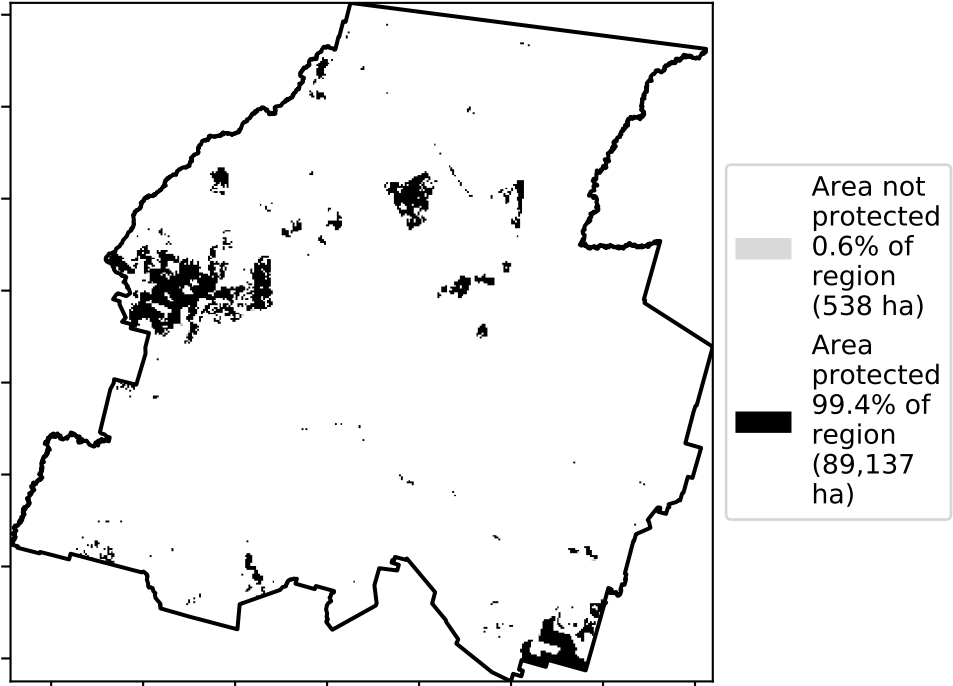 Area not
protected
0.6% of
region
(538 ha)
Area
protected
99.4% of
region
(89,137
ha)